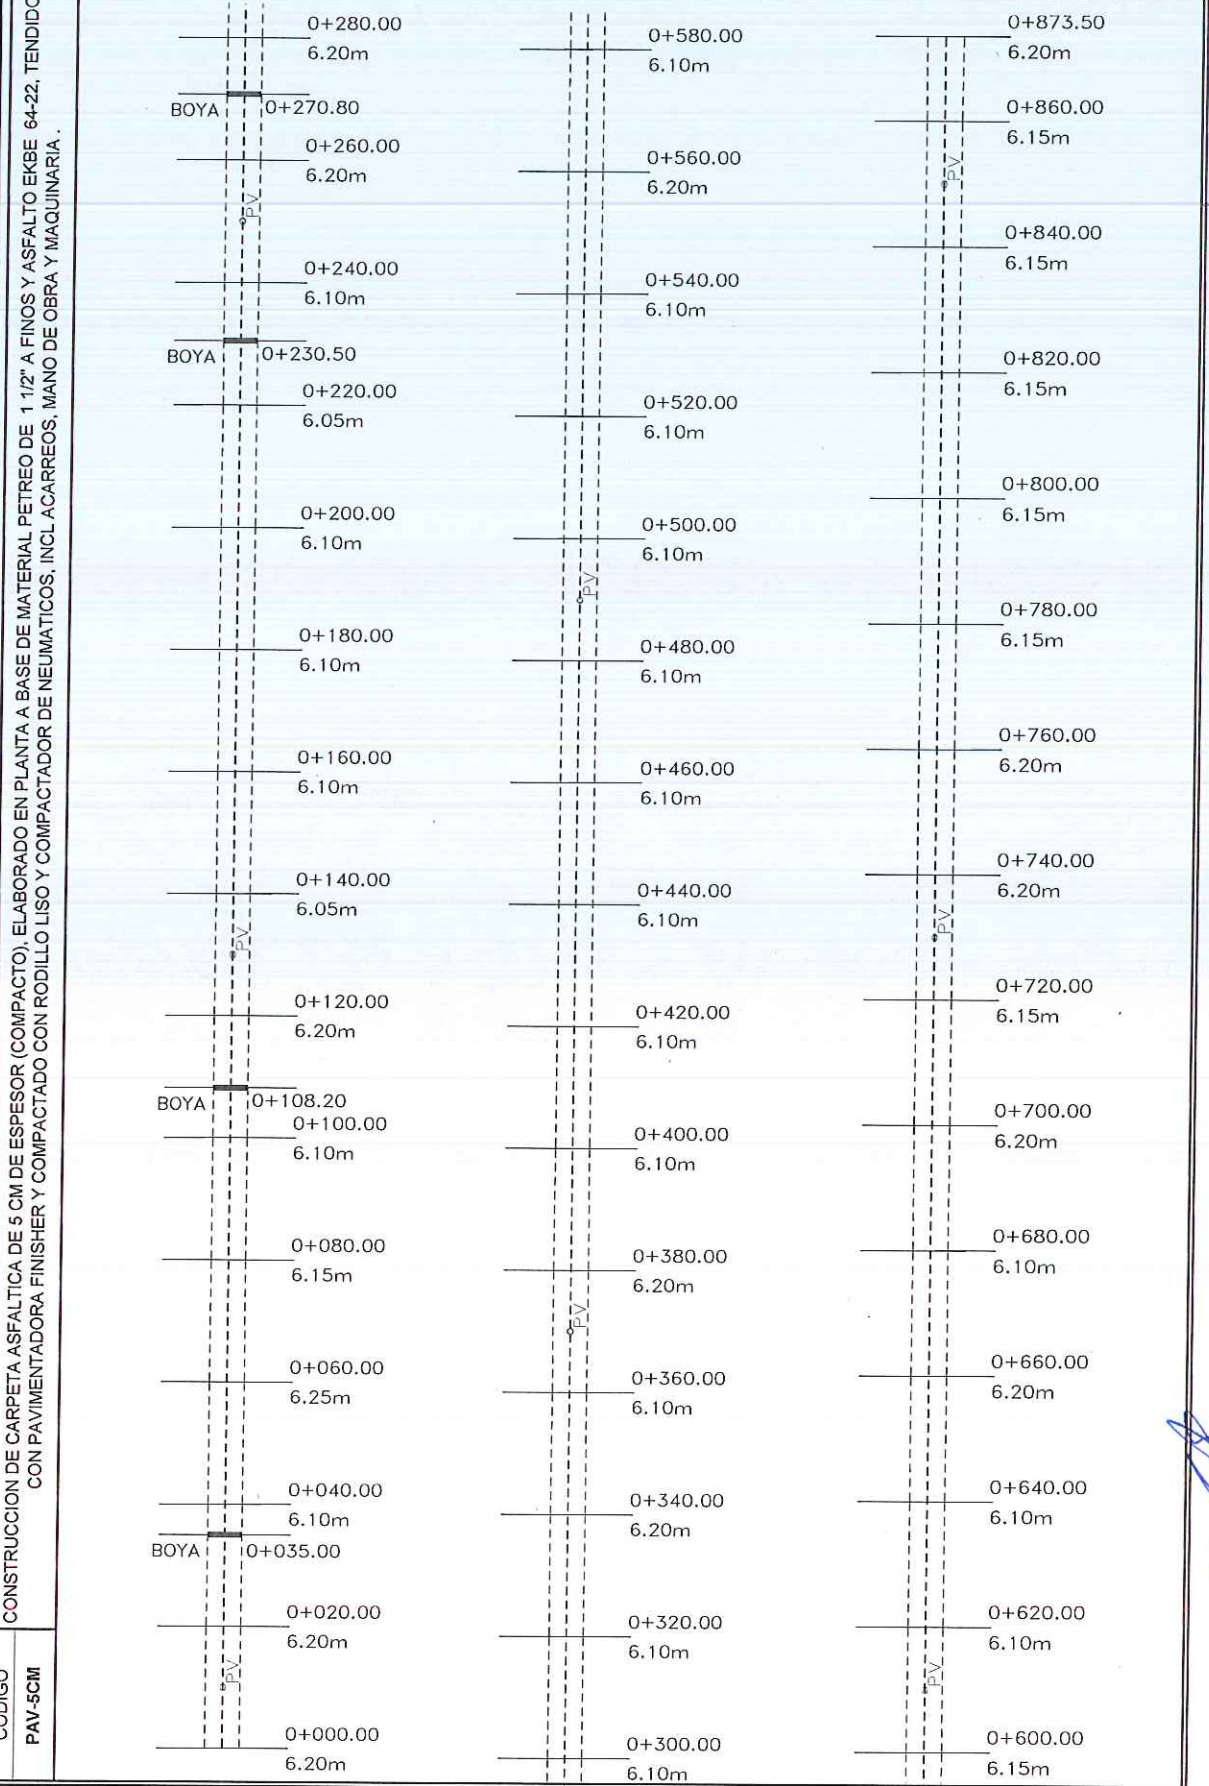 CONSTRUCCION DE CARPETA ASFALTICA DE 5 CM DE ESPESOR (COMPACTO), ELABORADO EN PLANTA A BASE DE MATERIAL PETREO DE 1 1/2" A FINOS Y ASFALTO EKBE 64-22, TENDIDO
CON PAVIMENTADORA FINISHER Y COMPACTADO CON RODILLO LISO Y COMPACTADOR DE NEUMATICOS, INCL ACARREOS, MANO DE OBRA Y MAQUINARIA.
CODIGO
PAV-5CM
0+280.00
6.20m
BOYA 0+270.80
0+260.00
6.20m
PV
0+240.00
6.10m
BOYA 0+230.50
0+220.00
6.05m
0+200.00
6.10m
0+180.00
6.10m
0+160.00
6.10m
0+140.00
6.05m
PV
0+120.00
6.20m
BOYA 0+108.20
0+100.00
6.10m
0+080.00
6.15m
0+060.00
6.25m
0+040.00
6.10m
BOYA 0+035.00
0+020.00
6.20m
PV
0+000.00
6.20m
0+580.00
6.10m
0+560.00
6.20m
0+540.00
6.10m
0+520.00
6.10m
0+500.00
6.10m
PV
0+480.00
6.10m
0+460.00
6.10m
0+440.00
6.10m
0+420.00
6.10m
0+400.00
6.10m
0+380.00
6.20m
PV
0+360.00
6.10m
0+340.00
6.20m
0+320.00
6.10m
0+300.00
6.10m
0+873.50
6.20m
0+860.00
6.15m
PV
0+840.00
6.15m
0+820.00
6.15m
0+800.00
6.15m
0+780.00
6.15m
0+760.00
6.20m
0+740.00
6.20m
PV
0+720.00
6.15m
0+700.00
6.20m
0+680.00
6.10m
0+660.00
6.20m
0+640.00
6.10m
0+620.00
6.10m
PV
0+600.00
6.15m